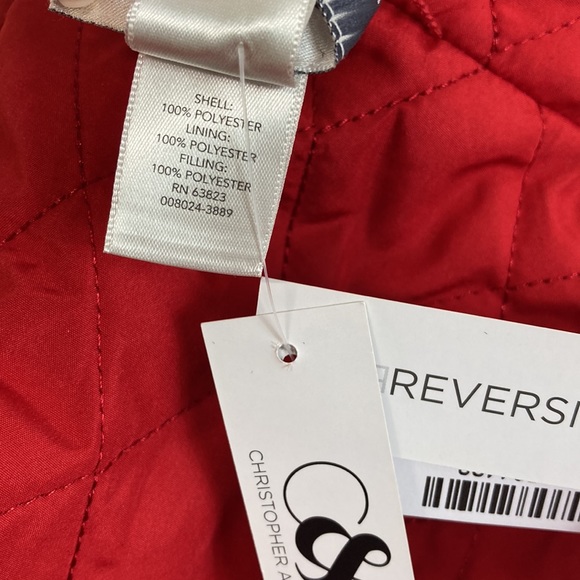 SHELL:
100% POLYESTER
LINING:
100% POLYESTER
FILLING:
100% POLYESTER
RN 63823
008024-3889
REVERSI
&
CHRISTOPHER A